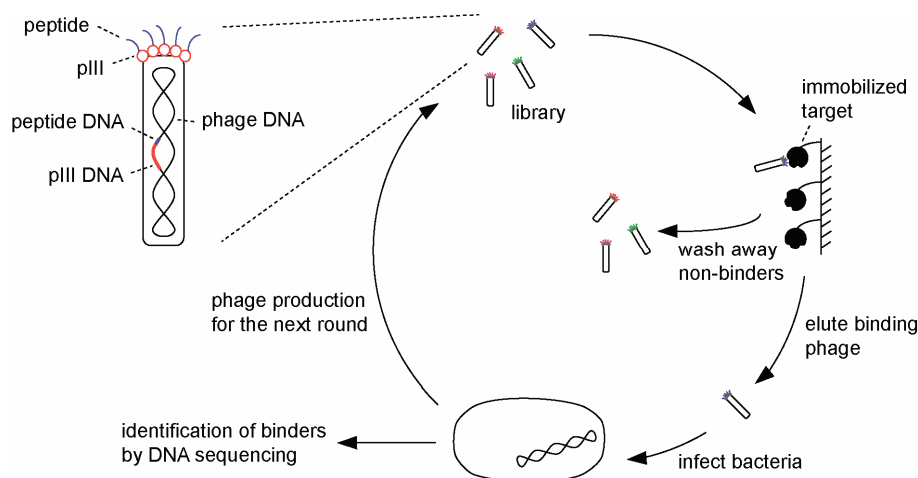 peptide
pIII
peptide DNA
phage DNA
pIII DNA
library
immobilized
target
wash away
non-binders
elute binding
phage
infect bacteria
phage production
for the next round
identification of binders
by DNA sequencing